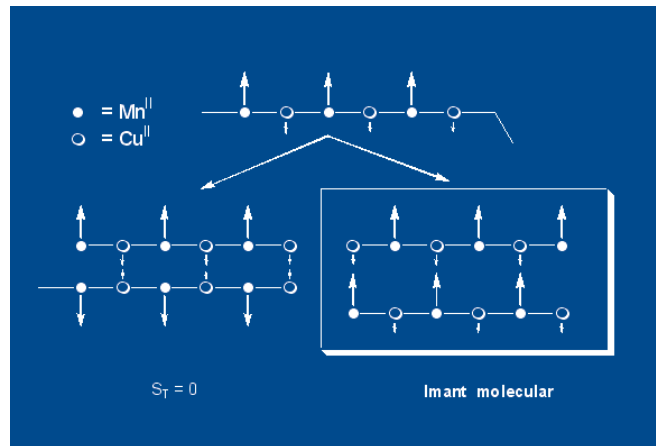 = Mn^II
= Cu^II
S_T = 0
Imant molecular